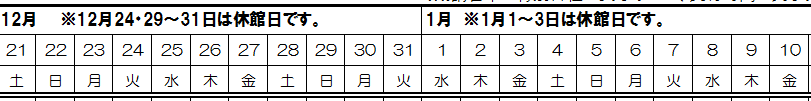 12月 ※12月24・29～31日は休館日です。 1月 ※1月1～3日は休館日です。
21 22 23 24 25 26 27 28 29 30 31 1 2 3 4 5 6 7 8 9 10
土 日 月 火 水 木 金 土 日 月 火 水 木 金 土 日 月 火 水 木 金